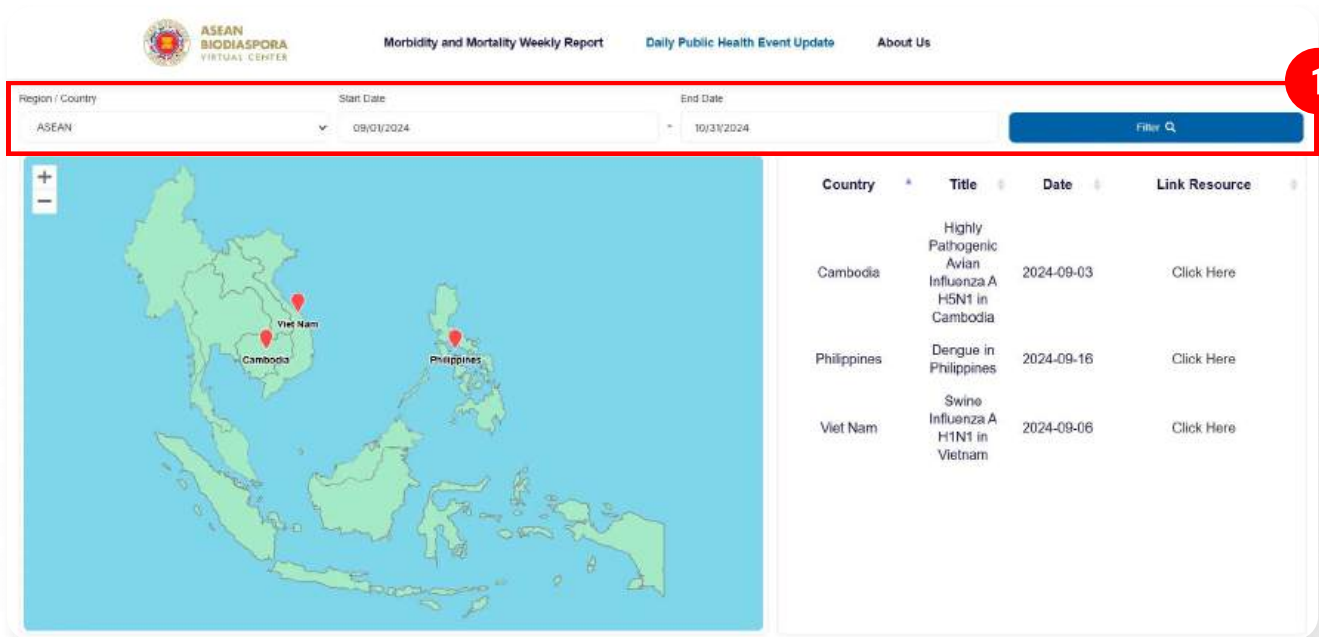 ASEAN
BIODIASPORA
VIRTUAL CENTER
Morbidity and Mortality Weekly Report
Daily Public Health Event Update
About Us
1
Region / Country
Start Date
End Date
ASEAN
09/01/2024
-
10/31/2024
Filter
Country
Title
Date
Link Resource
+
−
Viet Nam
Cambodia
Philippines
Cambodia
Highly
Pathogenic
Avian
Influenza A
H5N1 in
Cambodia
2024-09-03
Click Here
Philippines
Dengue in
Philippines
2024-09-16
Click Here
Viet Nam
Swine
Influenza A
H1N1 in
Vietnam
2024-09-06
Click Here